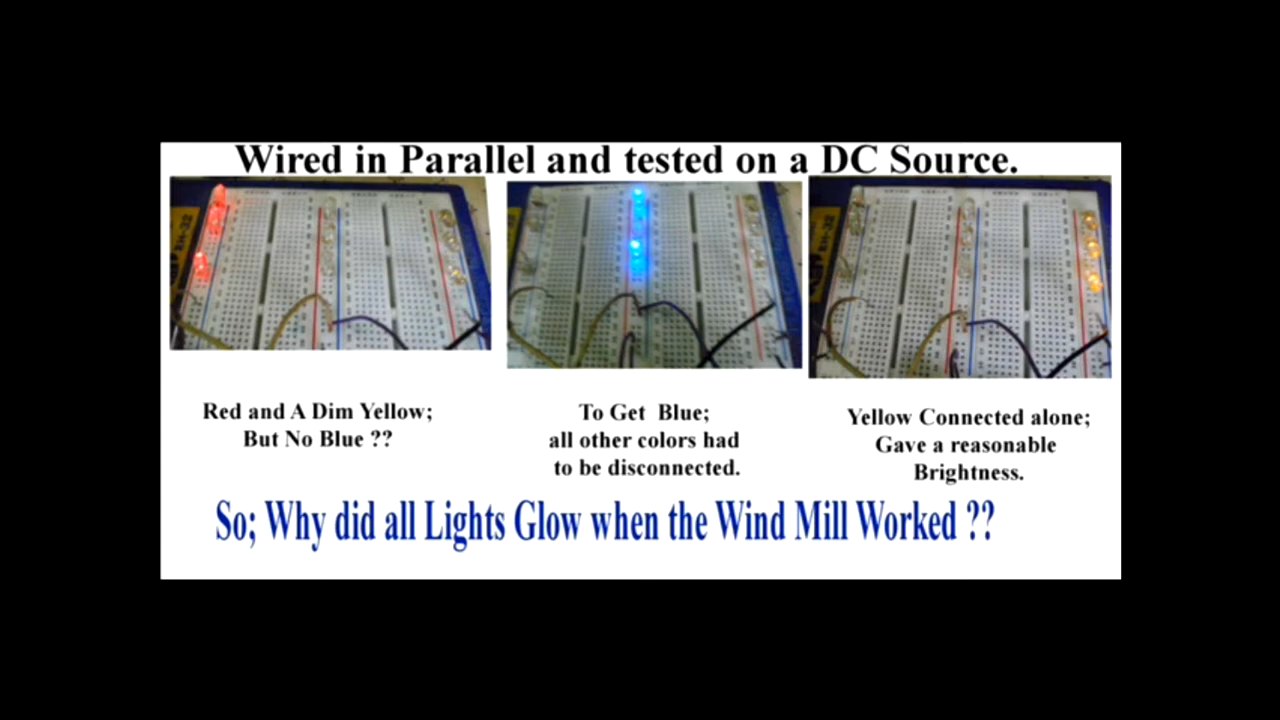 Wired in Parallel and tested on a DC Source.
Red and A Dim Yellow;
But No Blue ??
To Get Blue;
all other colors had
to be disconnected.
Yellow Connected alone;
Gave a reasonable
Brightness.
So; Why did all Lights Glow when the Wind Mill Worked ??